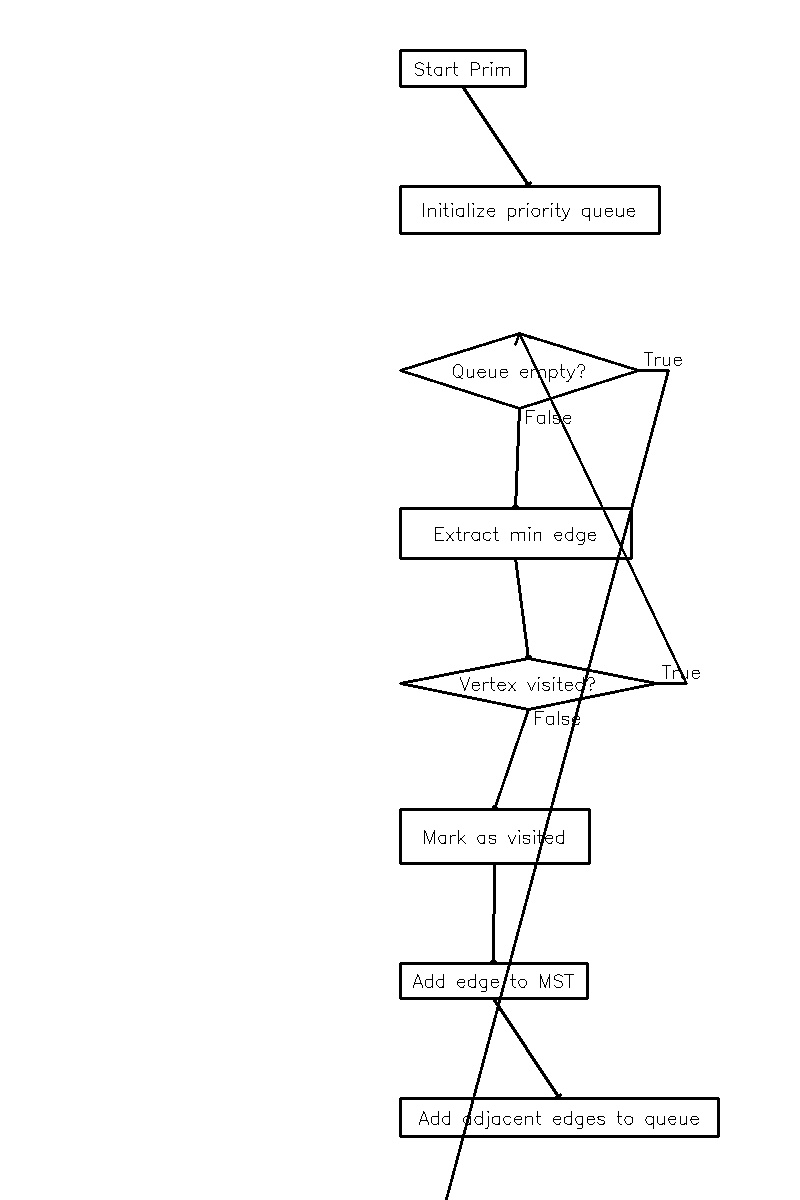 Start Prim
Initialize priority queue
Queue empty?
True
False
Extract min edge
Vertex visited?
True
False
Mark as visited
Add edge to MST
Add adjacent edges to queue